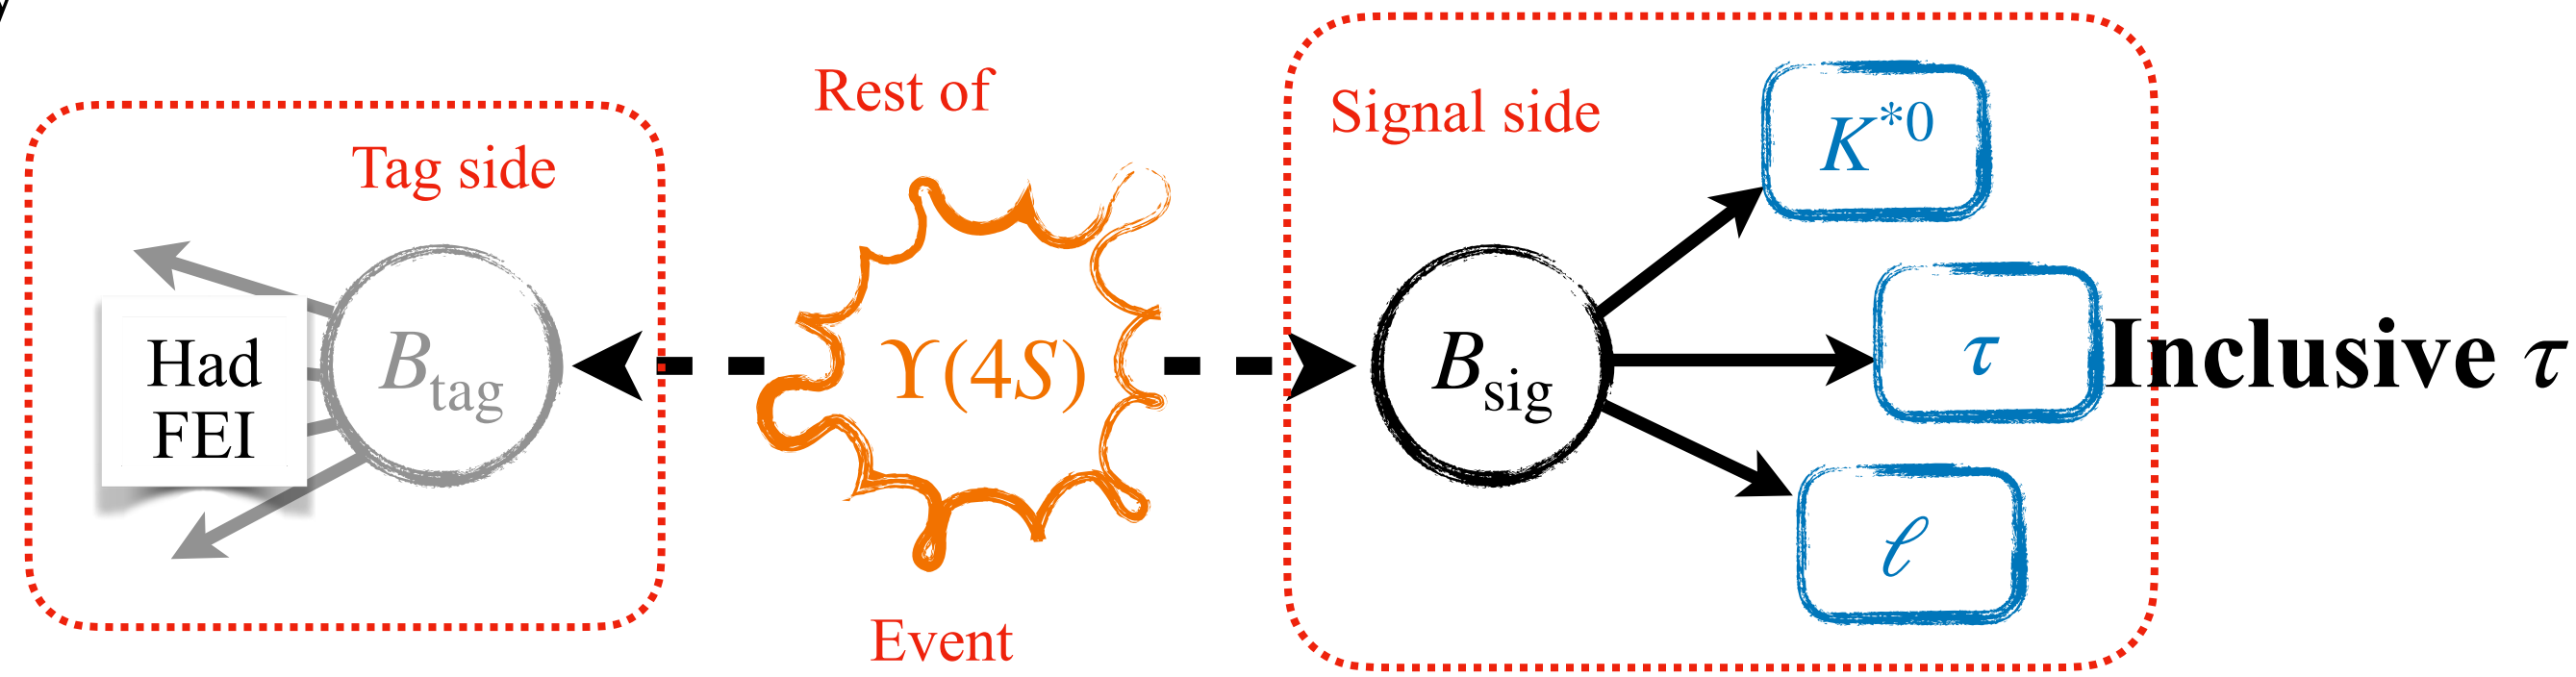 Tag side
Had
FEI
B_tag
Rest of
ϒ(4S)
Event
Signal side
B_sig
K*0
τ
ℓ
Inclusive τ